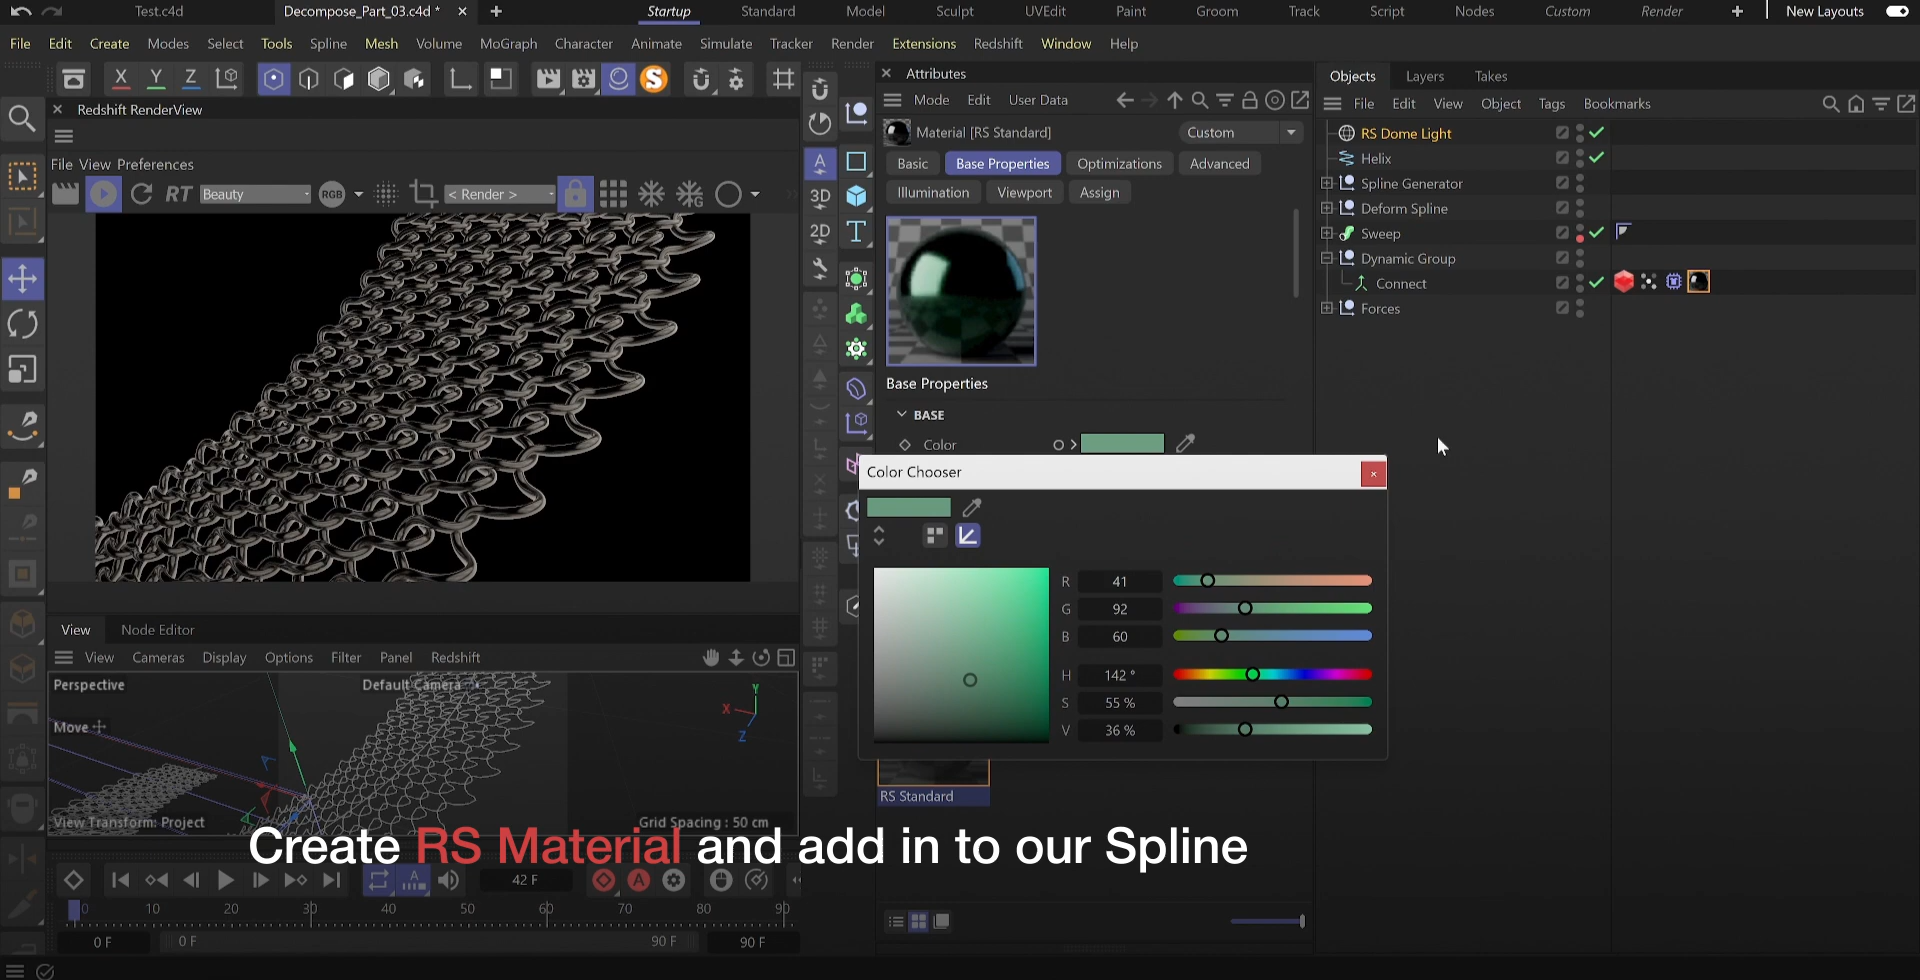 Test.c4d
Decompose_Part_03.c4d *
Startup Standard Model Sculpt UVEdit Paint Groom Track Script Nodes Custom Render New Layouts
File Edit Create Modes Select Tools Spline Mesh Volume MoGraph Character Animate Simulate Tracker Render Extensions Redshift Window Help
X Y Z
Redshift RenderView
File View Preferences
RT Beauty RGB < Render >
A
3D
2D
T
Attributes
Mode Edit User Data
Material [RS Standard]
Custom
Basic Base Properties Optimizations Advanced
Illumination Viewport Assign
Base Properties
BASE
Color
Color Chooser
R 41
G 92
B 60
H 142 °
S 55 %
V 36 %
RS Standard
Objects Layers Takes
File Edit View Object Tags Bookmarks
RS Dome Light
Helix
Spline Generator
Deform Spline
Sweep
Dynamic Group
Connect
Forces
View Node Editor
View Cameras Display Options Filter Panel Redshift
Perspective
Default Camera
Move
Y
X
Z
View Transform: Project
Grid Spacing : 50 cm
Create RS Material and add in to our Spline
42 F
0 10 20 30 40 50 60 70 80 90
0 F 0 F 90 F 90 F